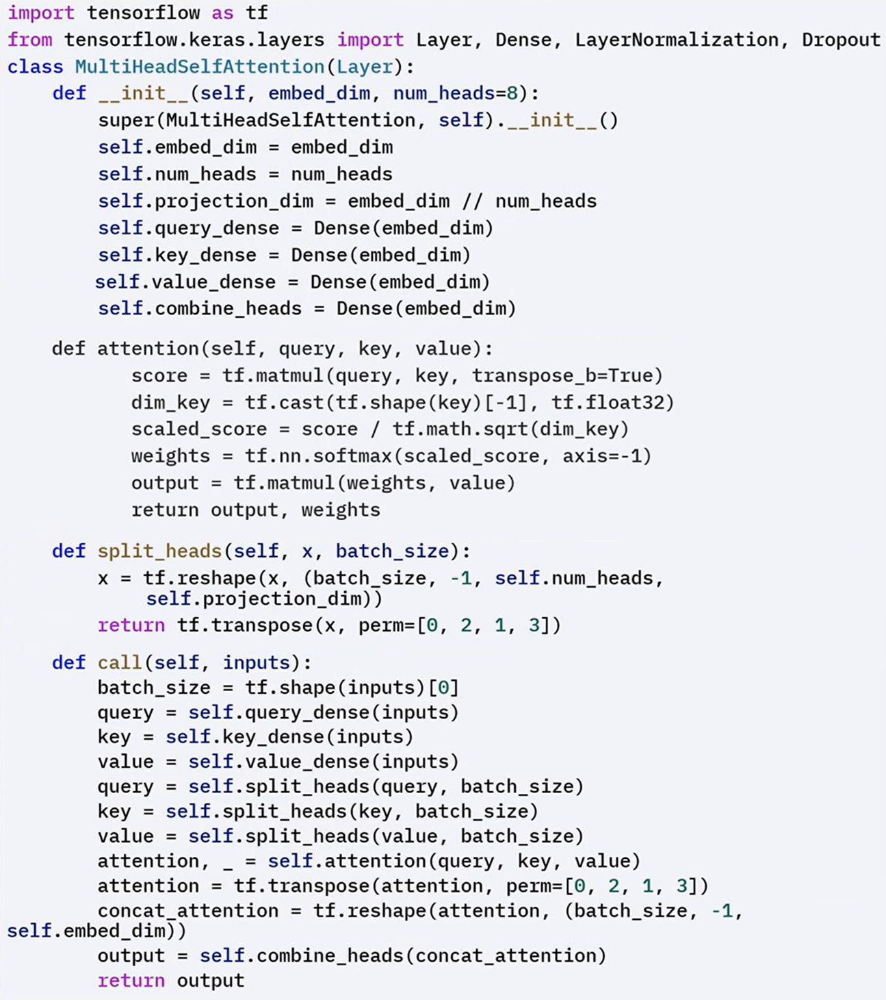 import tensorflow as tf
from tensorflow.keras.layers import Layer, Dense, LayerNormalization, Dropout
class MultiHeadSelfAttention(Layer):
    def __init__(self, embed_dim, num_heads=8):
        super(MultiHeadSelfAttention, self).__init__()
        self.embed_dim = embed_dim
        self.num_heads = num_heads
        self.projection_dim = embed_dim // num_heads
        self.query_dense = Dense(embed_dim)
        self.key_dense = Dense(embed_dim)
        self.value_dense = Dense(embed_dim)
        self.combine_heads = Dense(embed_dim)
    def attention(self, query, key, value):
           score = tf.matmul(query, key, transpose_b=True)
           dim_key = tf.cast(tf.shape(key)[-1], tf.float32)
           scaled_score = score / tf.math.sqrt(dim_key)
           weights = tf.nn.softmax(scaled_score, axis=-1)
           output = tf.matmul(weights, value)
           return output, weights
    def split_heads(self, x, batch_size):
        x = tf.reshape(x, (batch_size, -1, self.num_heads,
            self.projection_dim))
        return tf.transpose(x, perm=[0, 2, 1, 3])
    def call(self, inputs):
        batch_size = tf.shape(inputs)[0]
        query = self.query_dense(inputs)
        key = self.key_dense(inputs)
        value = self.value_dense(inputs)
        query = self.split_heads(query, batch_size)
        key = self.split_heads(key, batch_size)
        value = self.split_heads(value, batch_size)
        attention, _ = self.attention(query, key, value)
        attention = tf.transpose(attention, perm=[0, 2, 1, 3])
        concat_attention = tf.reshape(attention, (batch_size, -1,
self.embed_dim))
        output = self.combine_heads(concat_attention)
        return output